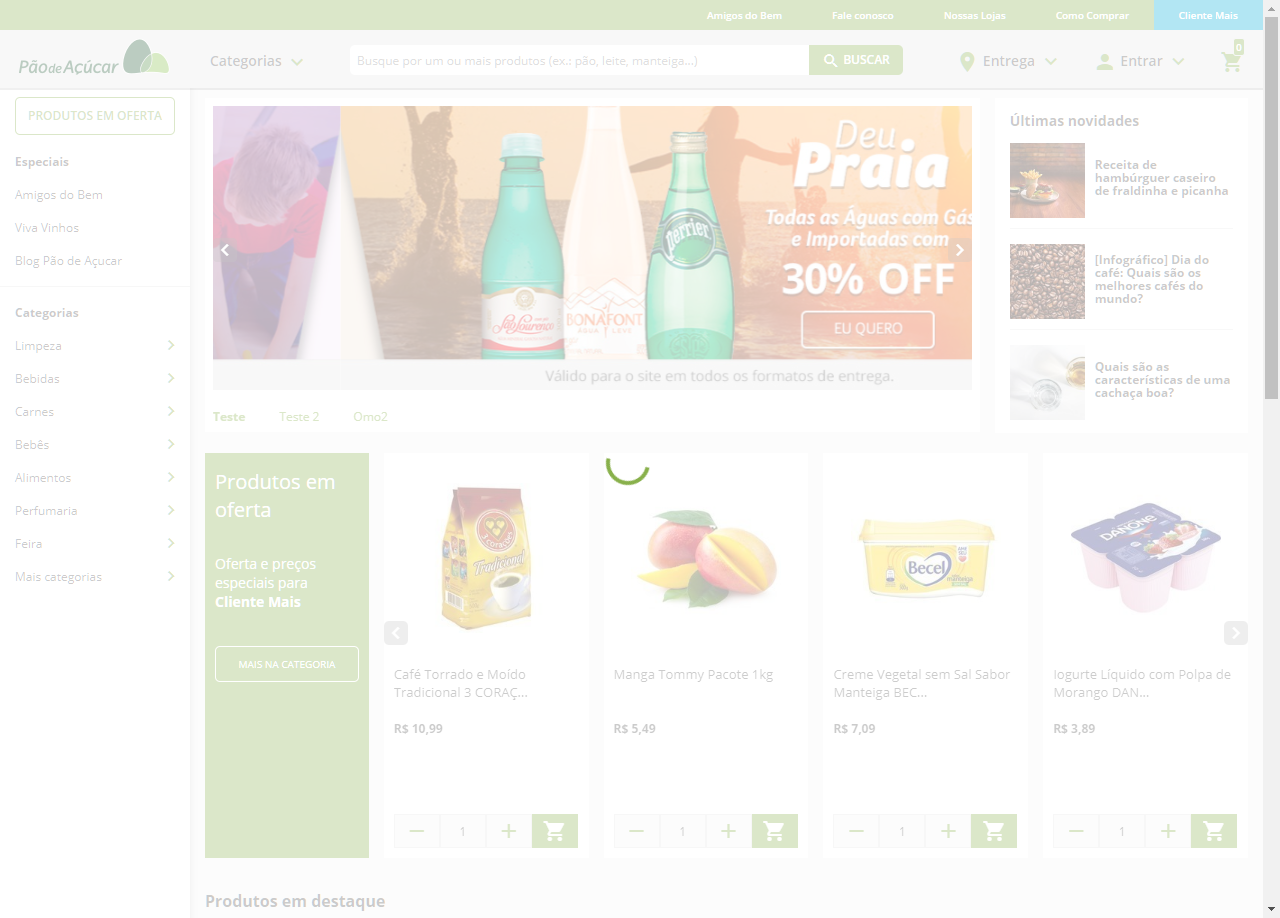 Amigos do Bem
Fale conosco
Nossas Lojas
Como Comprar
Cliente Mais
Pão de Açúcar
Categorias
Busque por um ou mais produtos (ex.: pão, leite, manteiga...)
BUSCAR
Entrega
Entrar
0
PRODUTOS EM OFERTA
Especiais
Amigos do Bem
Viva Vinhos
Blog Pão de Açucar
Categorias
Limpeza
Bebidas
Carnes
Bebês
Alimentos
Perfumaria
Feira
Mais categorias
Deu
Praia
Todas as Águas com Gás
e Importadas com
30% OFF
EU QUERO
São Lourenço
BONAFONT
ÁGUA LEVE
Perrier
Válido para o site em todos os formatos de entrega.
Teste
Teste 2
Omo2
Últimas novidades
Receita de
hambúrguer caseiro
de fraldinha e picanha
[Infográfico] Dia do
café: Quais são os
melhores cafés do
mundo?
Quais são as
características de uma
cachaça boa?
Produtos em
oferta
Oferta e preços
especiais para
Cliente Mais
MAIS NA CATEGORIA
3 CORAÇÕES
Tradicional
Café Torrado e Moído
Tradicional 3 CORAÇ...
R$ 10,99
1
Manga Tommy Pacote 1kg
R$ 5,49
1
Becel
Creme Vegetal sem Sal Sabor
Manteiga BEC...
R$ 7,09
1
DANONE
Iogurte Líquido com Polpa de
Morango DAN...
R$ 3,89
1
Produtos em destaque